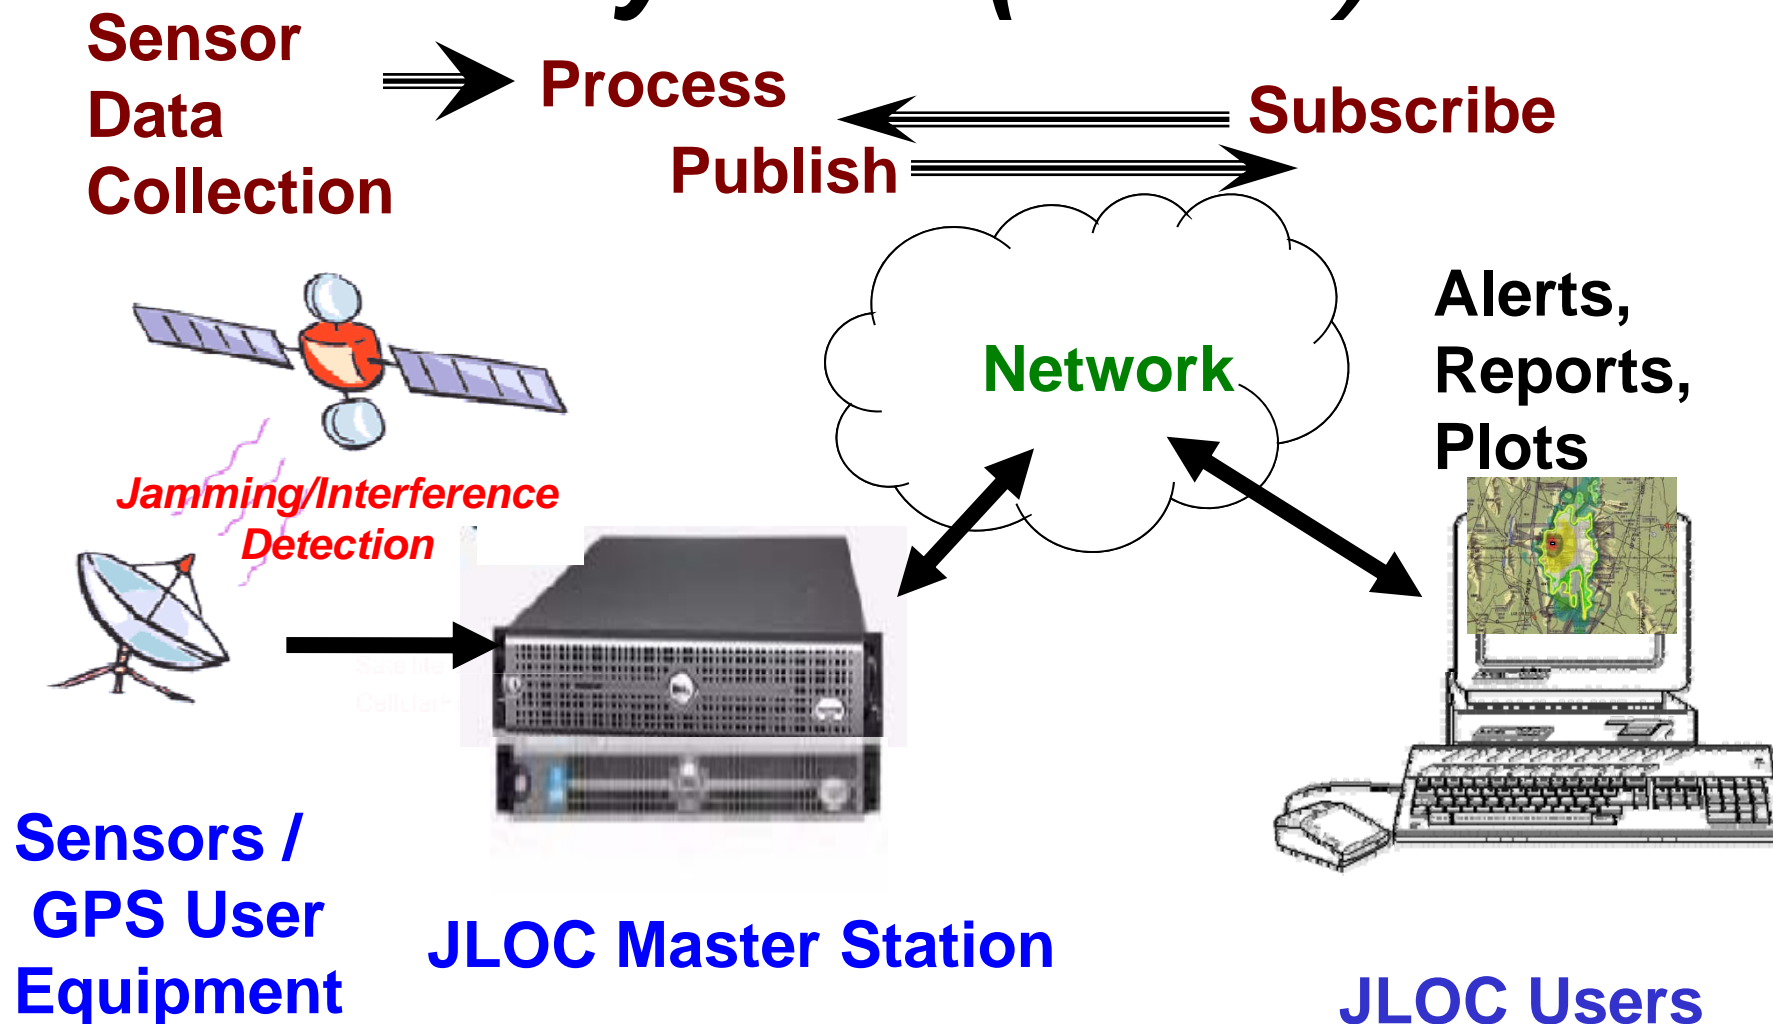 Sensor
Data
Collection
Process
Publish
Subscribe
Network
Alerts,
Reports,
Plots
Jamming/Interference
Detection
Sensors /
GPS User
Equipment
JLOC Master Station
JLOC Users